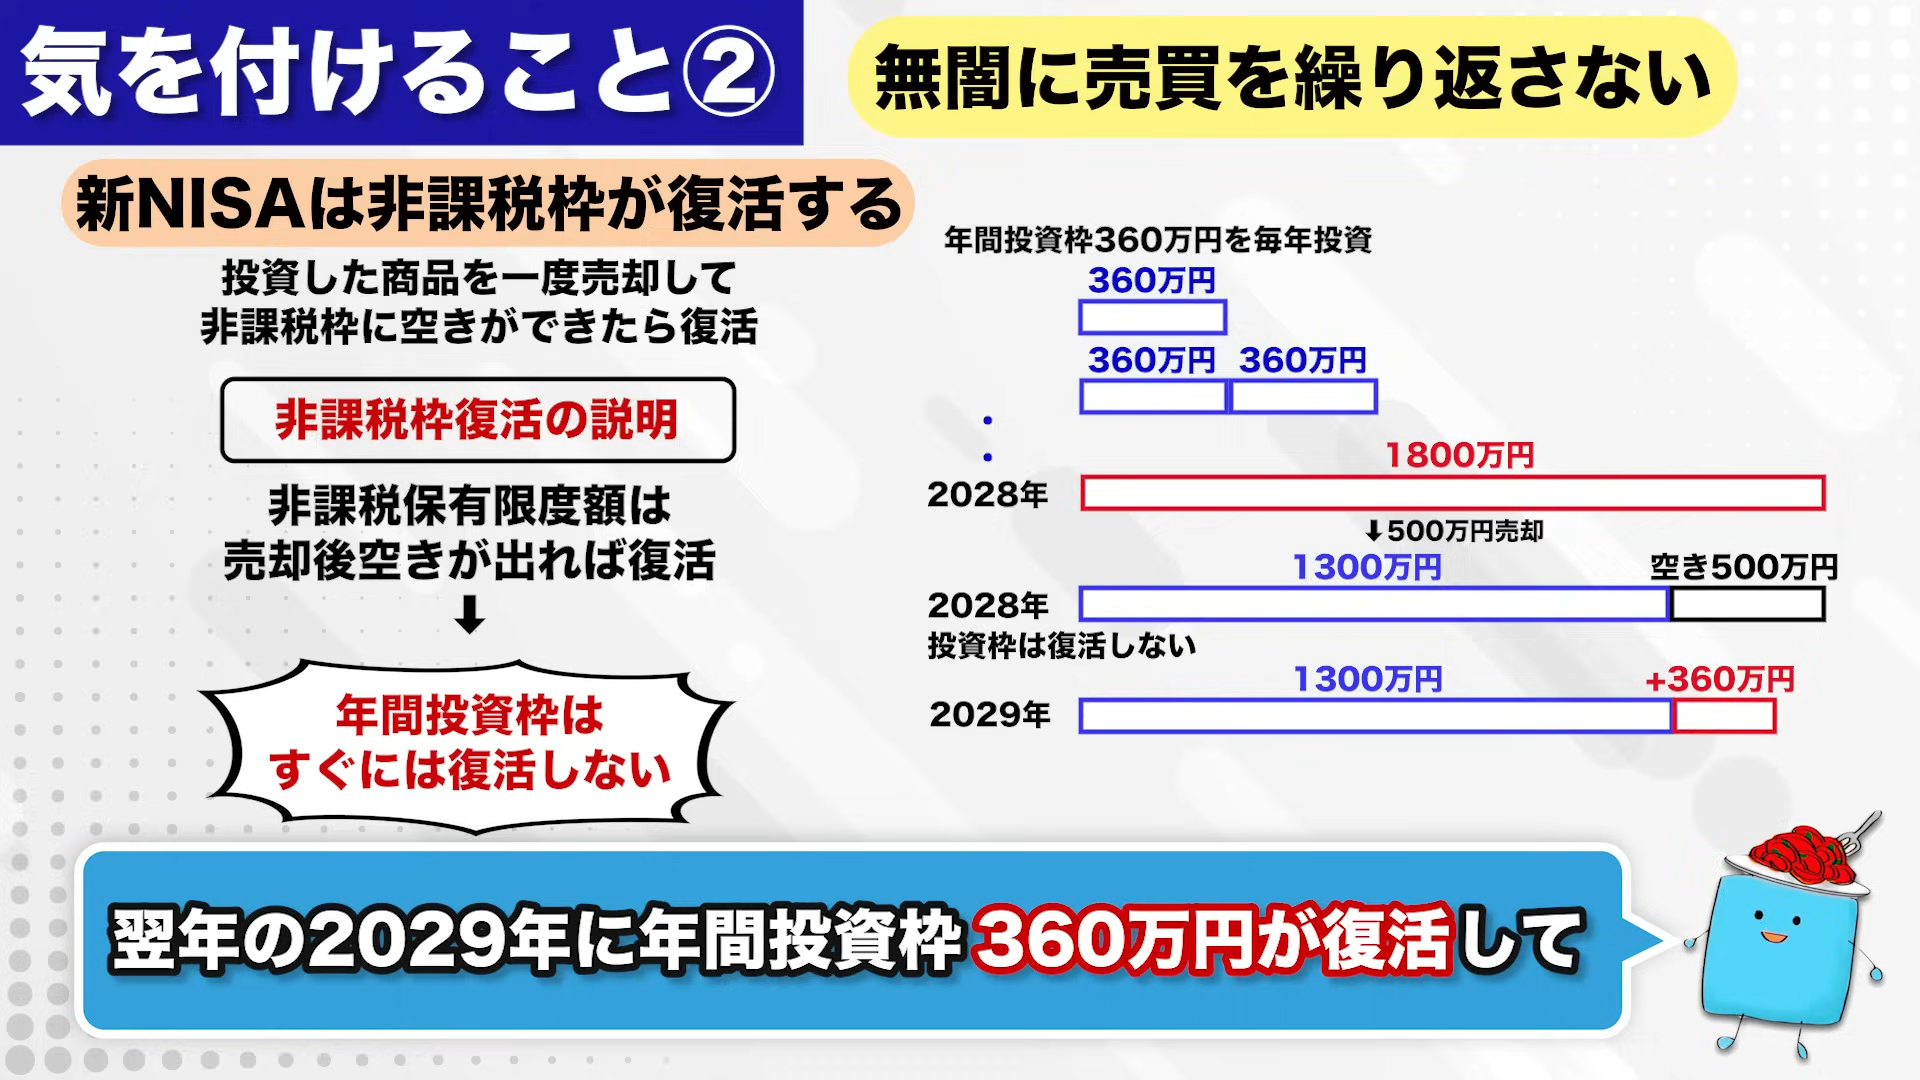 気を付けること②
無闇に売買を繰り返さない
新NISAは非課税枠が復活する
投資した商品を一度売却して
非課税枠に空きができたら復活
非課税枠復活の説明
非課税保有限度額は
売却後空きが出れば復活
⬇
年間投資枠は
すぐには復活しない
年間投資枠360万円を毎年投資
360万円
360万円 360万円
:
:
1800万円
2028年
⬇500万円売却
1300万円 空き500万円
2028年
投資枠は復活しない
1300万円 +360万円
2029年
翌年の2029年に年間投資枠 360万円が復活して